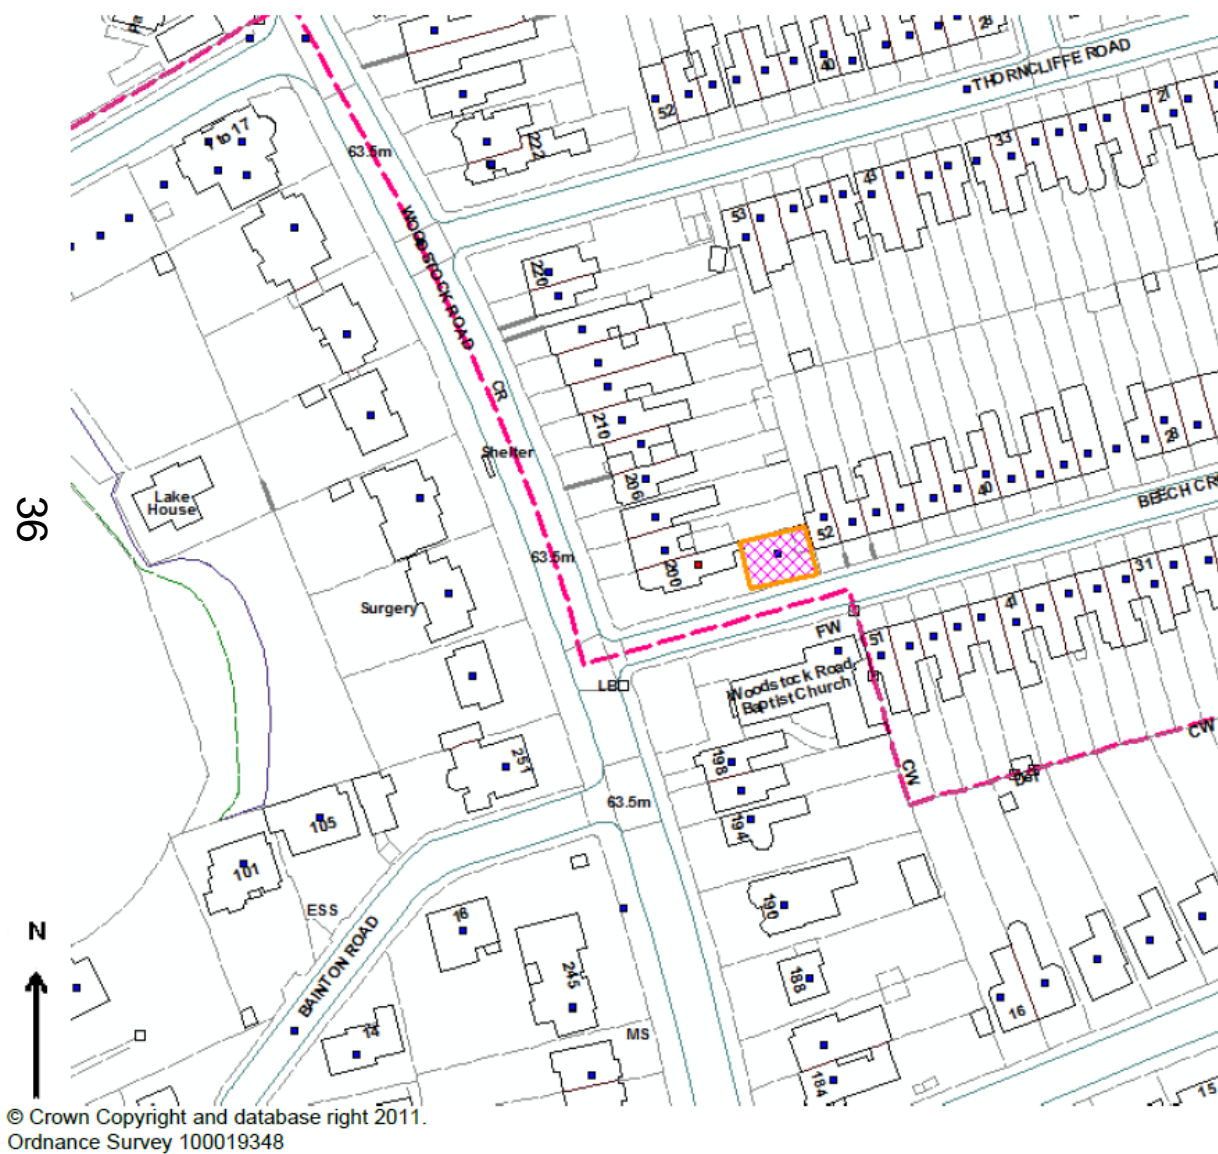 1 to 17
63.5m
222
52
40
THORNCLIFFE ROAD
21
33
43
53
WOODSTOCK ROAD
220
CR
210
Shelter
206
Lake
House
36
63.5m
200
52
40
28
BEECH CR
31
41
51
Surgery
FW
Woodstock Road
Baptist Church
LB
CW
CW
Def
251
198
194
63.5m
105
101
ESS
16
BAINTON ROAD
190
188
245
14
MS
184
16
15
N
© Crown Copyright and database right 2011.
Ordnance Survey 100019348